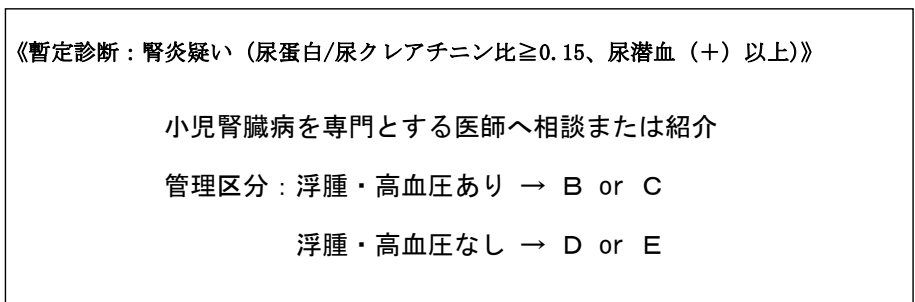 《暫定診断：腎炎疑い（尿蛋白/尿クレアチニン比≧0.15、尿潜血（＋）以上）》
小児腎臓病を専門とする医師へ相談または紹介
管理区分：浮腫・高血圧あり → Ｂ or Ｃ
浮腫・高血圧なし → Ｄ or Ｅ